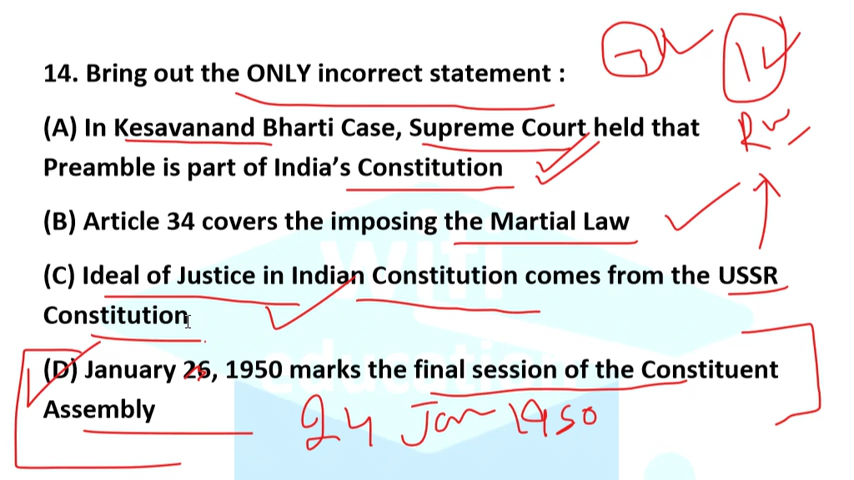 14. Bring out the ONLY incorrect statement :
(A) In Kesavanand Bharti Case, Supreme Court held that
Preamble is part of India's Constitution
(B) Article 34 covers the imposing the Martial Law
(C) Ideal of Justice in Indian Constitution comes from the USSR
Constitution
(D) January 26, 1950 marks the final session of the Constituent
Assembly
24 Jan 1950